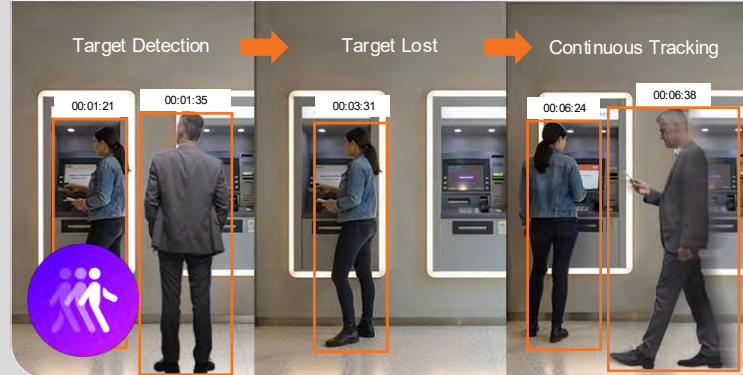 Target Detection
Target Lost
Continuous Tracking
00:01:21
00:01:35
00:03:31
00:06:24
00:06:38